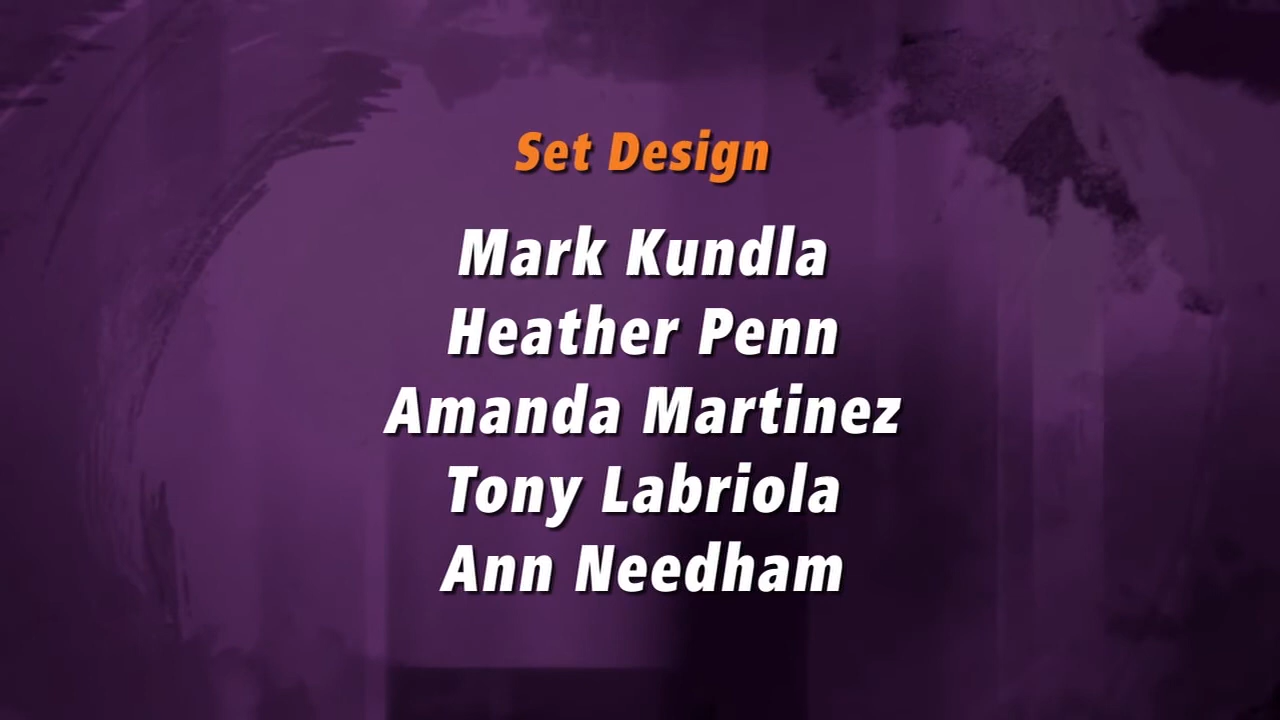 Set Design
Mark Kundla
Heather Penn
Amanda Martinez
Tony Labriola
Ann Needham